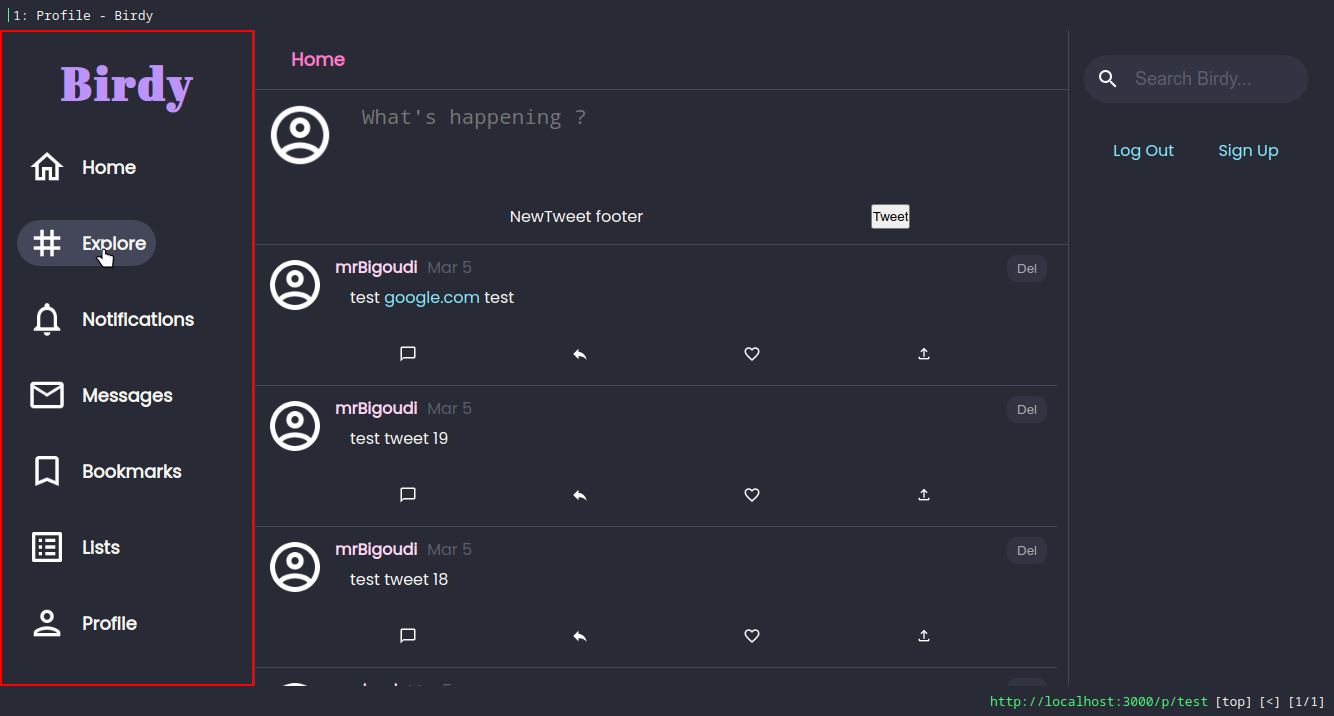 1: Profile - Birdy
Birdy
Home
Explore
Notifications
Messages
Bookmarks
Lists
Profile
Home
What's happening ?
NewTweet footer
Tweet
mrBigoudi Mar 5
Del
test google.com test
mrBigoudi Mar 5
Del
test tweet 19
mrBigoudi Mar 5
Del
test tweet 18
Search Birdy...
Log Out
Sign Up
http://localhost:3000/p/test [top] [<] [1/1]